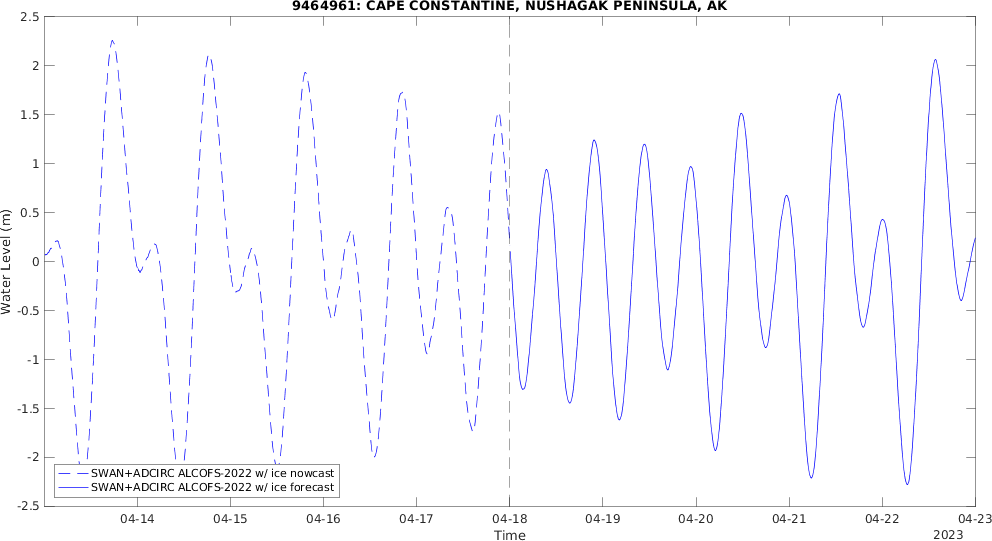 9464961: CAPE CONSTANTINE, NUSHAGAK PENINSULA, AK
2.5
2
1.5
1
0.5
0
-0.5
-1
-1.5
-2
-2.5
Water Level (m)
SWAN+ADCIRC ALCOFS-2022 w/ ice nowcast
SWAN+ADCIRC ALCOFS-2022 w/ ice forecast
04-14 04-15 04-16 04-17 04-18 04-19 04-20 04-21 04-22 04-23
Time
2023